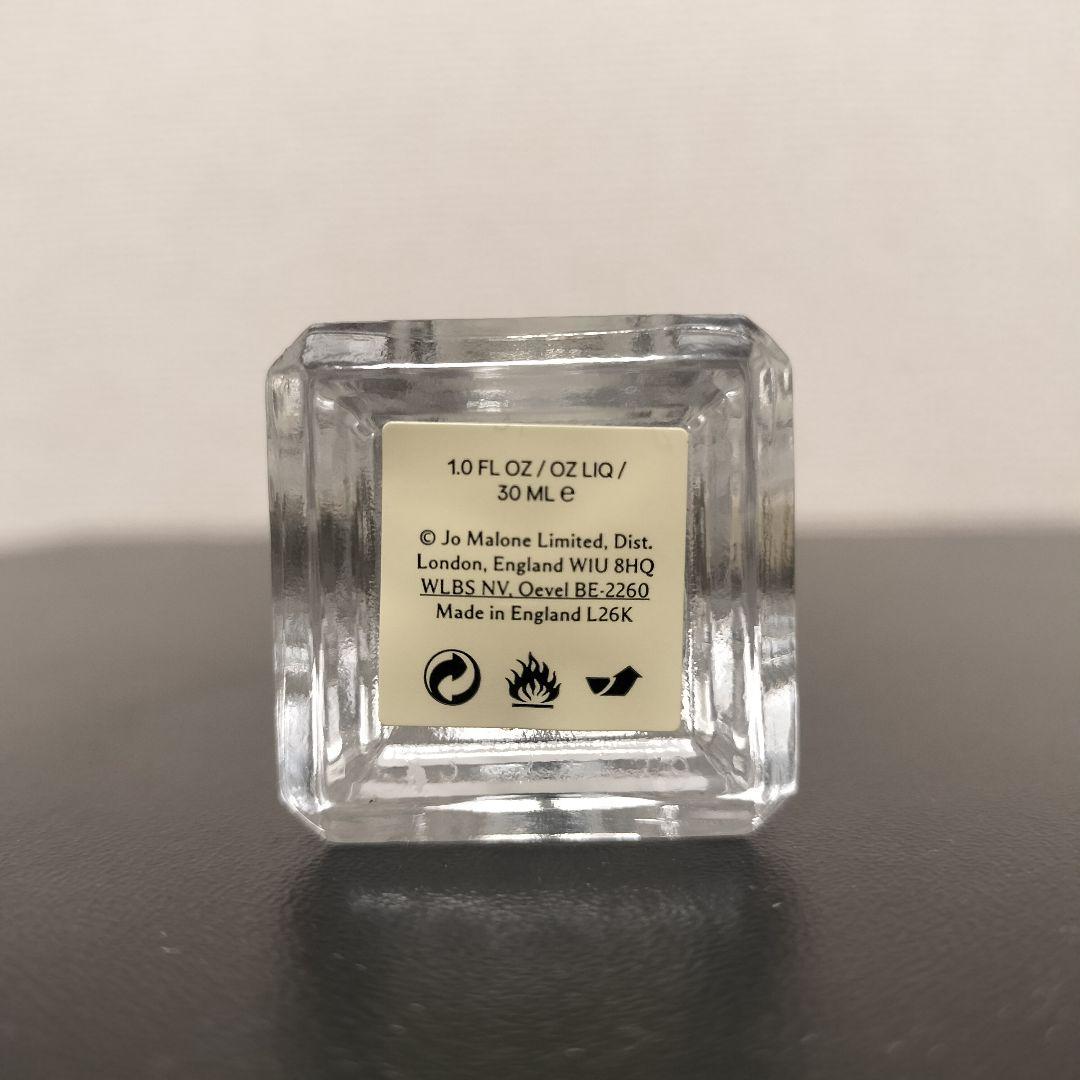 1.0 FL OZ / OZ LIQ /
30 ML ℮
© Jo Malone Limited, Dist.
London, England W1U 8HQ
WLBS NV, Oevel BE-2260
Made in England L26K